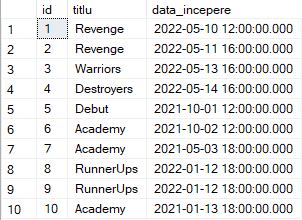 id titlu data_incepere
1 1 Revenge 2022-05-10 12:00:00.000
2 2 Revenge 2022-05-11 16:00:00.000
3 3 Warriors 2022-05-13 16:00:00.000
4 4 Destroyers 2022-05-14 16:00:00.000
5 5 Debut 2021-10-01 12:00:00.000
6 6 Academy 2021-10-02 12:00:00.000
7 7 Academy 2021-05-03 18:00:00.000
8 8 RunnerUps 2022-01-12 18:00:00.000
9 9 RunnerUps 2022-01-12 18:00:00.000
10 10 Academy 2021-01-13 18:00:00.000